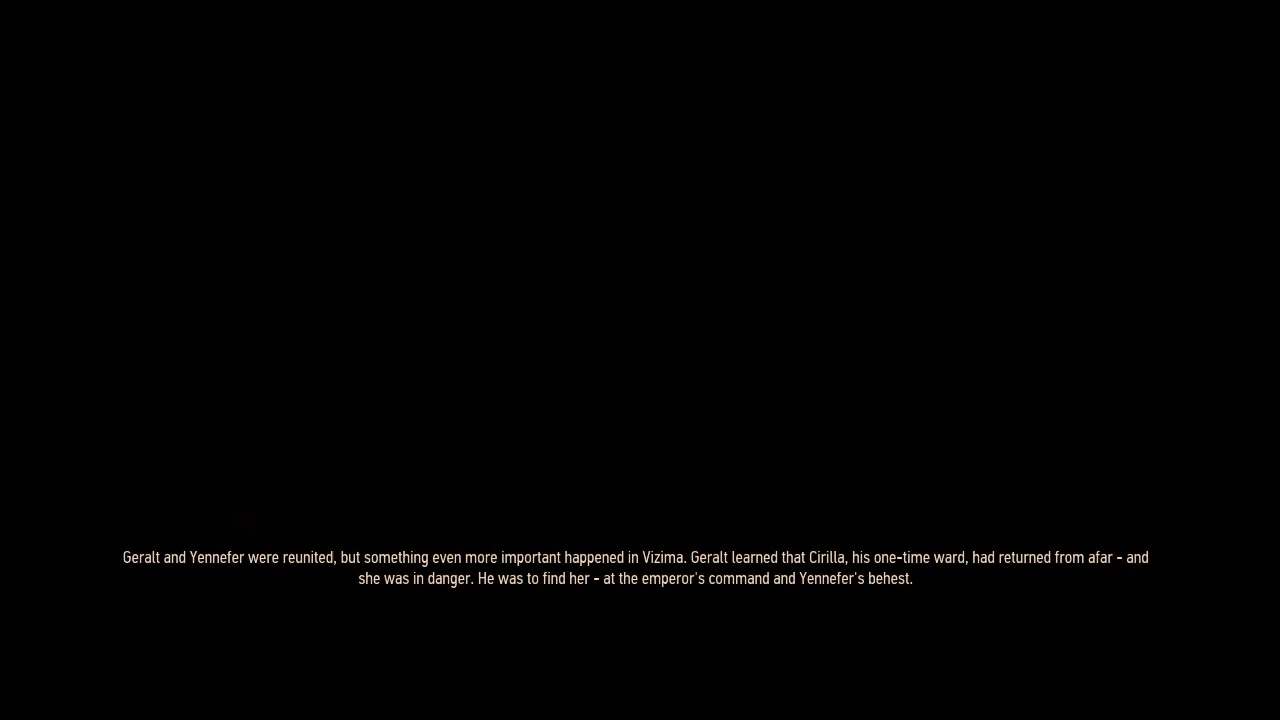 Geralt and Yennefer were reunited, but something even more important happened in Vizima. Geralt learned that Cirilla, his one-time ward, had returned from afar - and
she was in danger. He was to find her - at the emperor's command and Yennefer's behest.